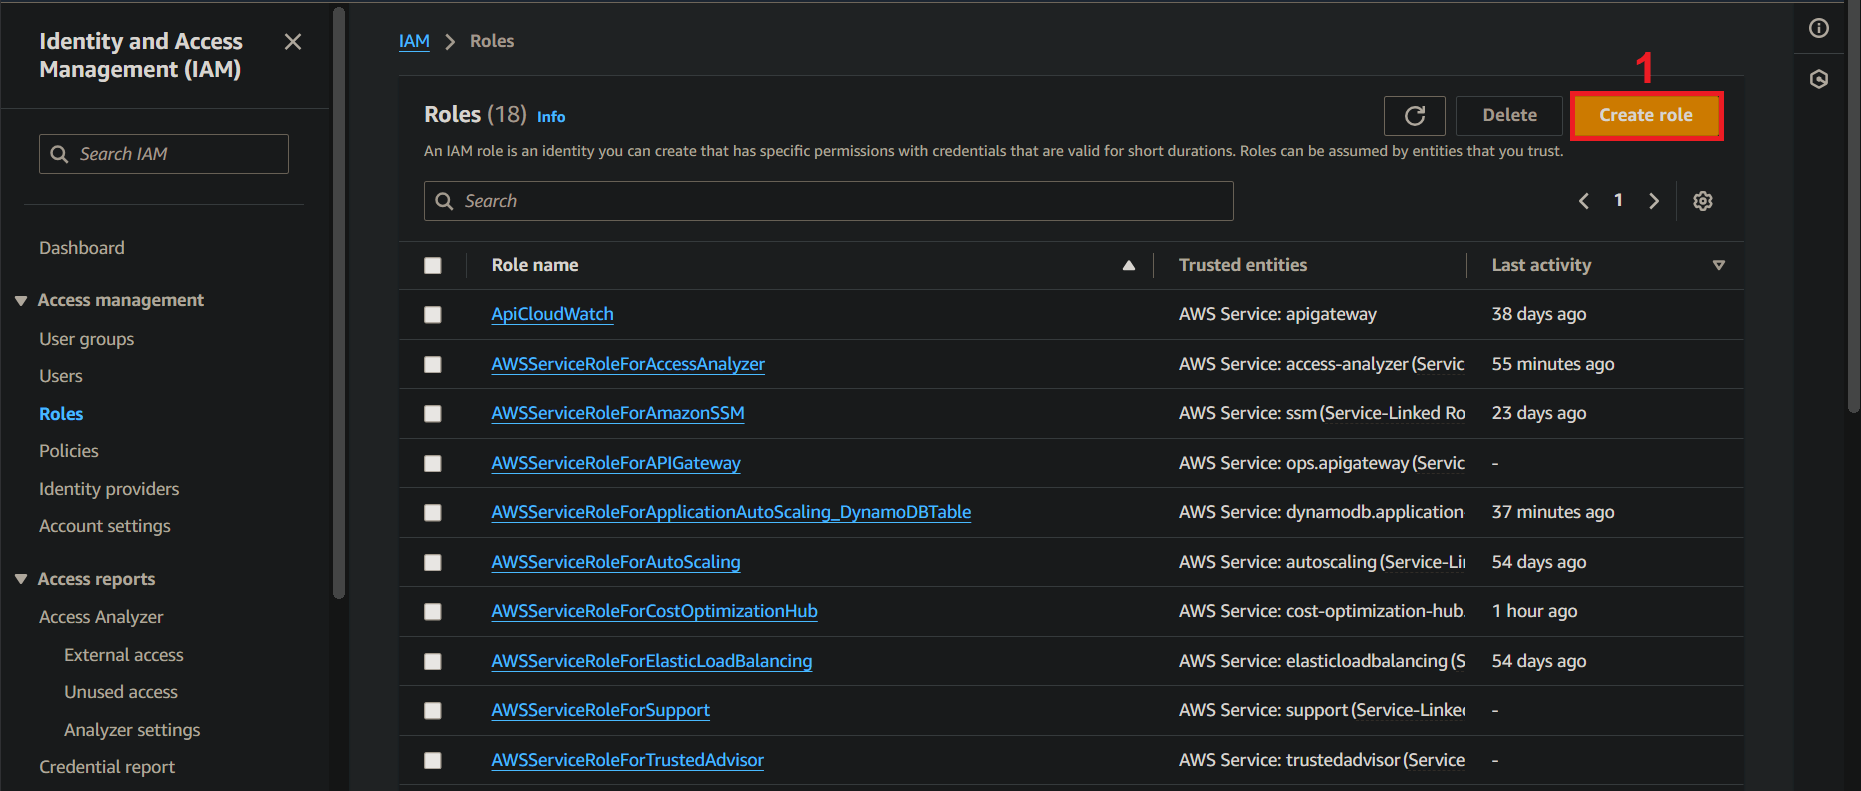 Identity and Access
Management (IAM)
Search IAM
Dashboard
Access management
User groups
Users
Roles
Policies
Identity providers
Account settings
Access reports
Access Analyzer
External access
Unused access
Analyzer settings
Credential report
IAM > Roles
1
Roles (18) Info
Delete
Create role
An IAM role is an identity you can create that has specific permissions with credentials that are valid for short durations. Roles can be assumed by entities that you trust.
Search
1
Role name Trusted entities Last activity
ApiCloudWatch AWS Service: apigateway 38 days ago
AWSServiceRoleForAccessAnalyzer AWS Service: access-analyzer (Servic 55 minutes ago
AWSServiceRoleForAmazonSSM AWS Service: ssm (Service-Linked Ro 23 days ago
AWSServiceRoleForAPIGateway AWS Service: ops.apigateway (Servic -
AWSServiceRoleForApplicationAutoScaling_DynamoDBTable AWS Service: dynamodb.application- 37 minutes ago
AWSServiceRoleForAutoScaling AWS Service: autoscaling (Service-Li 54 days ago
AWSServiceRoleForCostOptimizationHub AWS Service: cost-optimization-hub. 1 hour ago
AWSServiceRoleForElasticLoadBalancing AWS Service: elasticloadbalancing (S 54 days ago
AWSServiceRoleForSupport AWS Service: support (Service-Linke -
AWSServiceRoleForTrustedAdvisor AWS Service: trustedadvisor (Service -